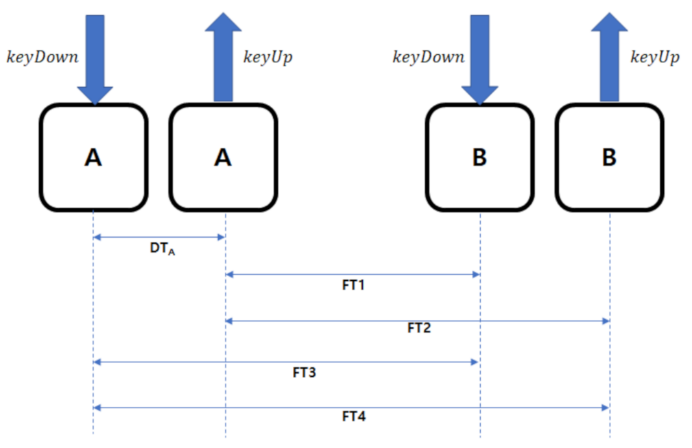 keyDown keyUp keyDown keyUp
A A B B
DTA
FT1
FT2
FT3
FT4